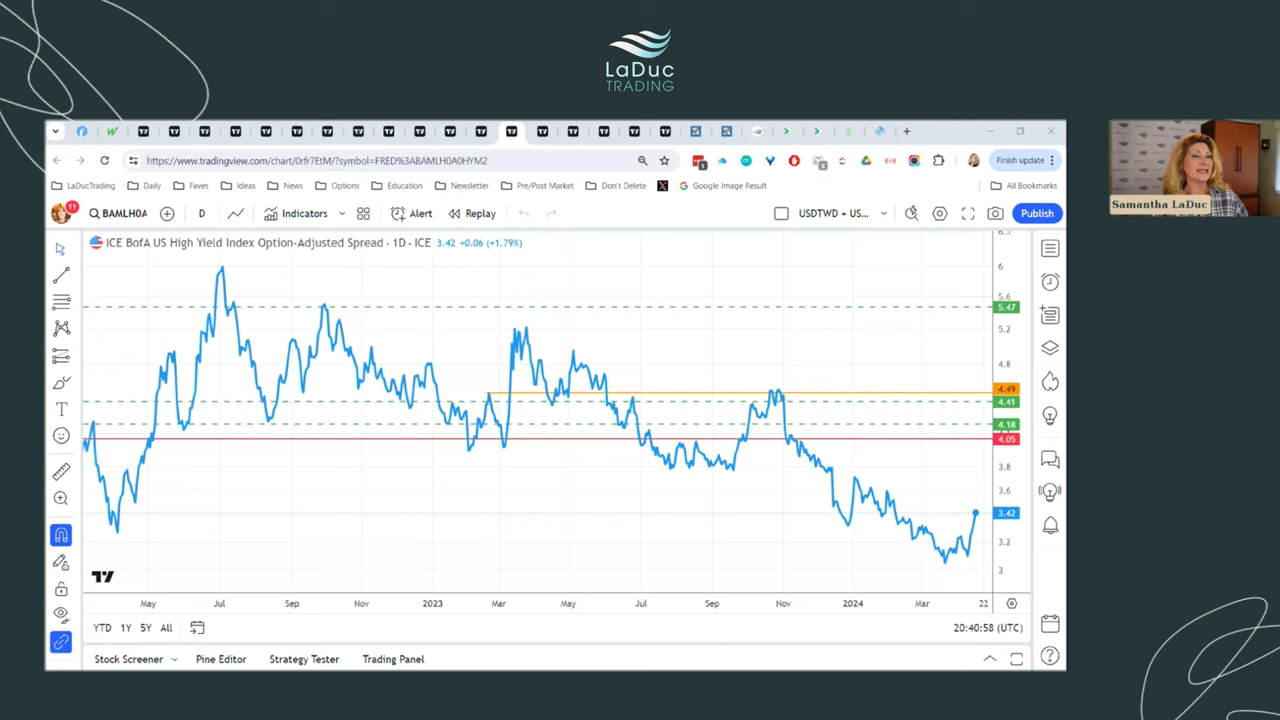 LaDuc
TRADING
https://www.tradingview.com/chart/0rfr7EtM/?symbol=FRED%3ABAMLH0A0HYM2
Finish update
LaDucTrading
Daily
Faves
Ideas
News
Options
Education
Newsletter
Pre/Post Market
Don't Delete
X
Google Image Result
All Bookmarks
11
BAMLH0A
D
Indicators
Alert
Replay
USDTWD + US...
Publish
ICE BofA US High Yield Index Option-Adjusted Spread · 1D · ICE 3.42 +0.06 (+1.79%)
6.5
6
5.6
5.47
5.2
4.8
4.49
4.41
4.18
4.05
3.8
3.6
3.42
3.2
3
May Jul Sep Nov 2023 Mar May Jul Sep Nov 2024 Mar 22
YTD 1Y 5Y All
20:40:58 (UTC)
Stock Screener
Pine Editor
Strategy Tester
Trading Panel
Samantha LaDuc